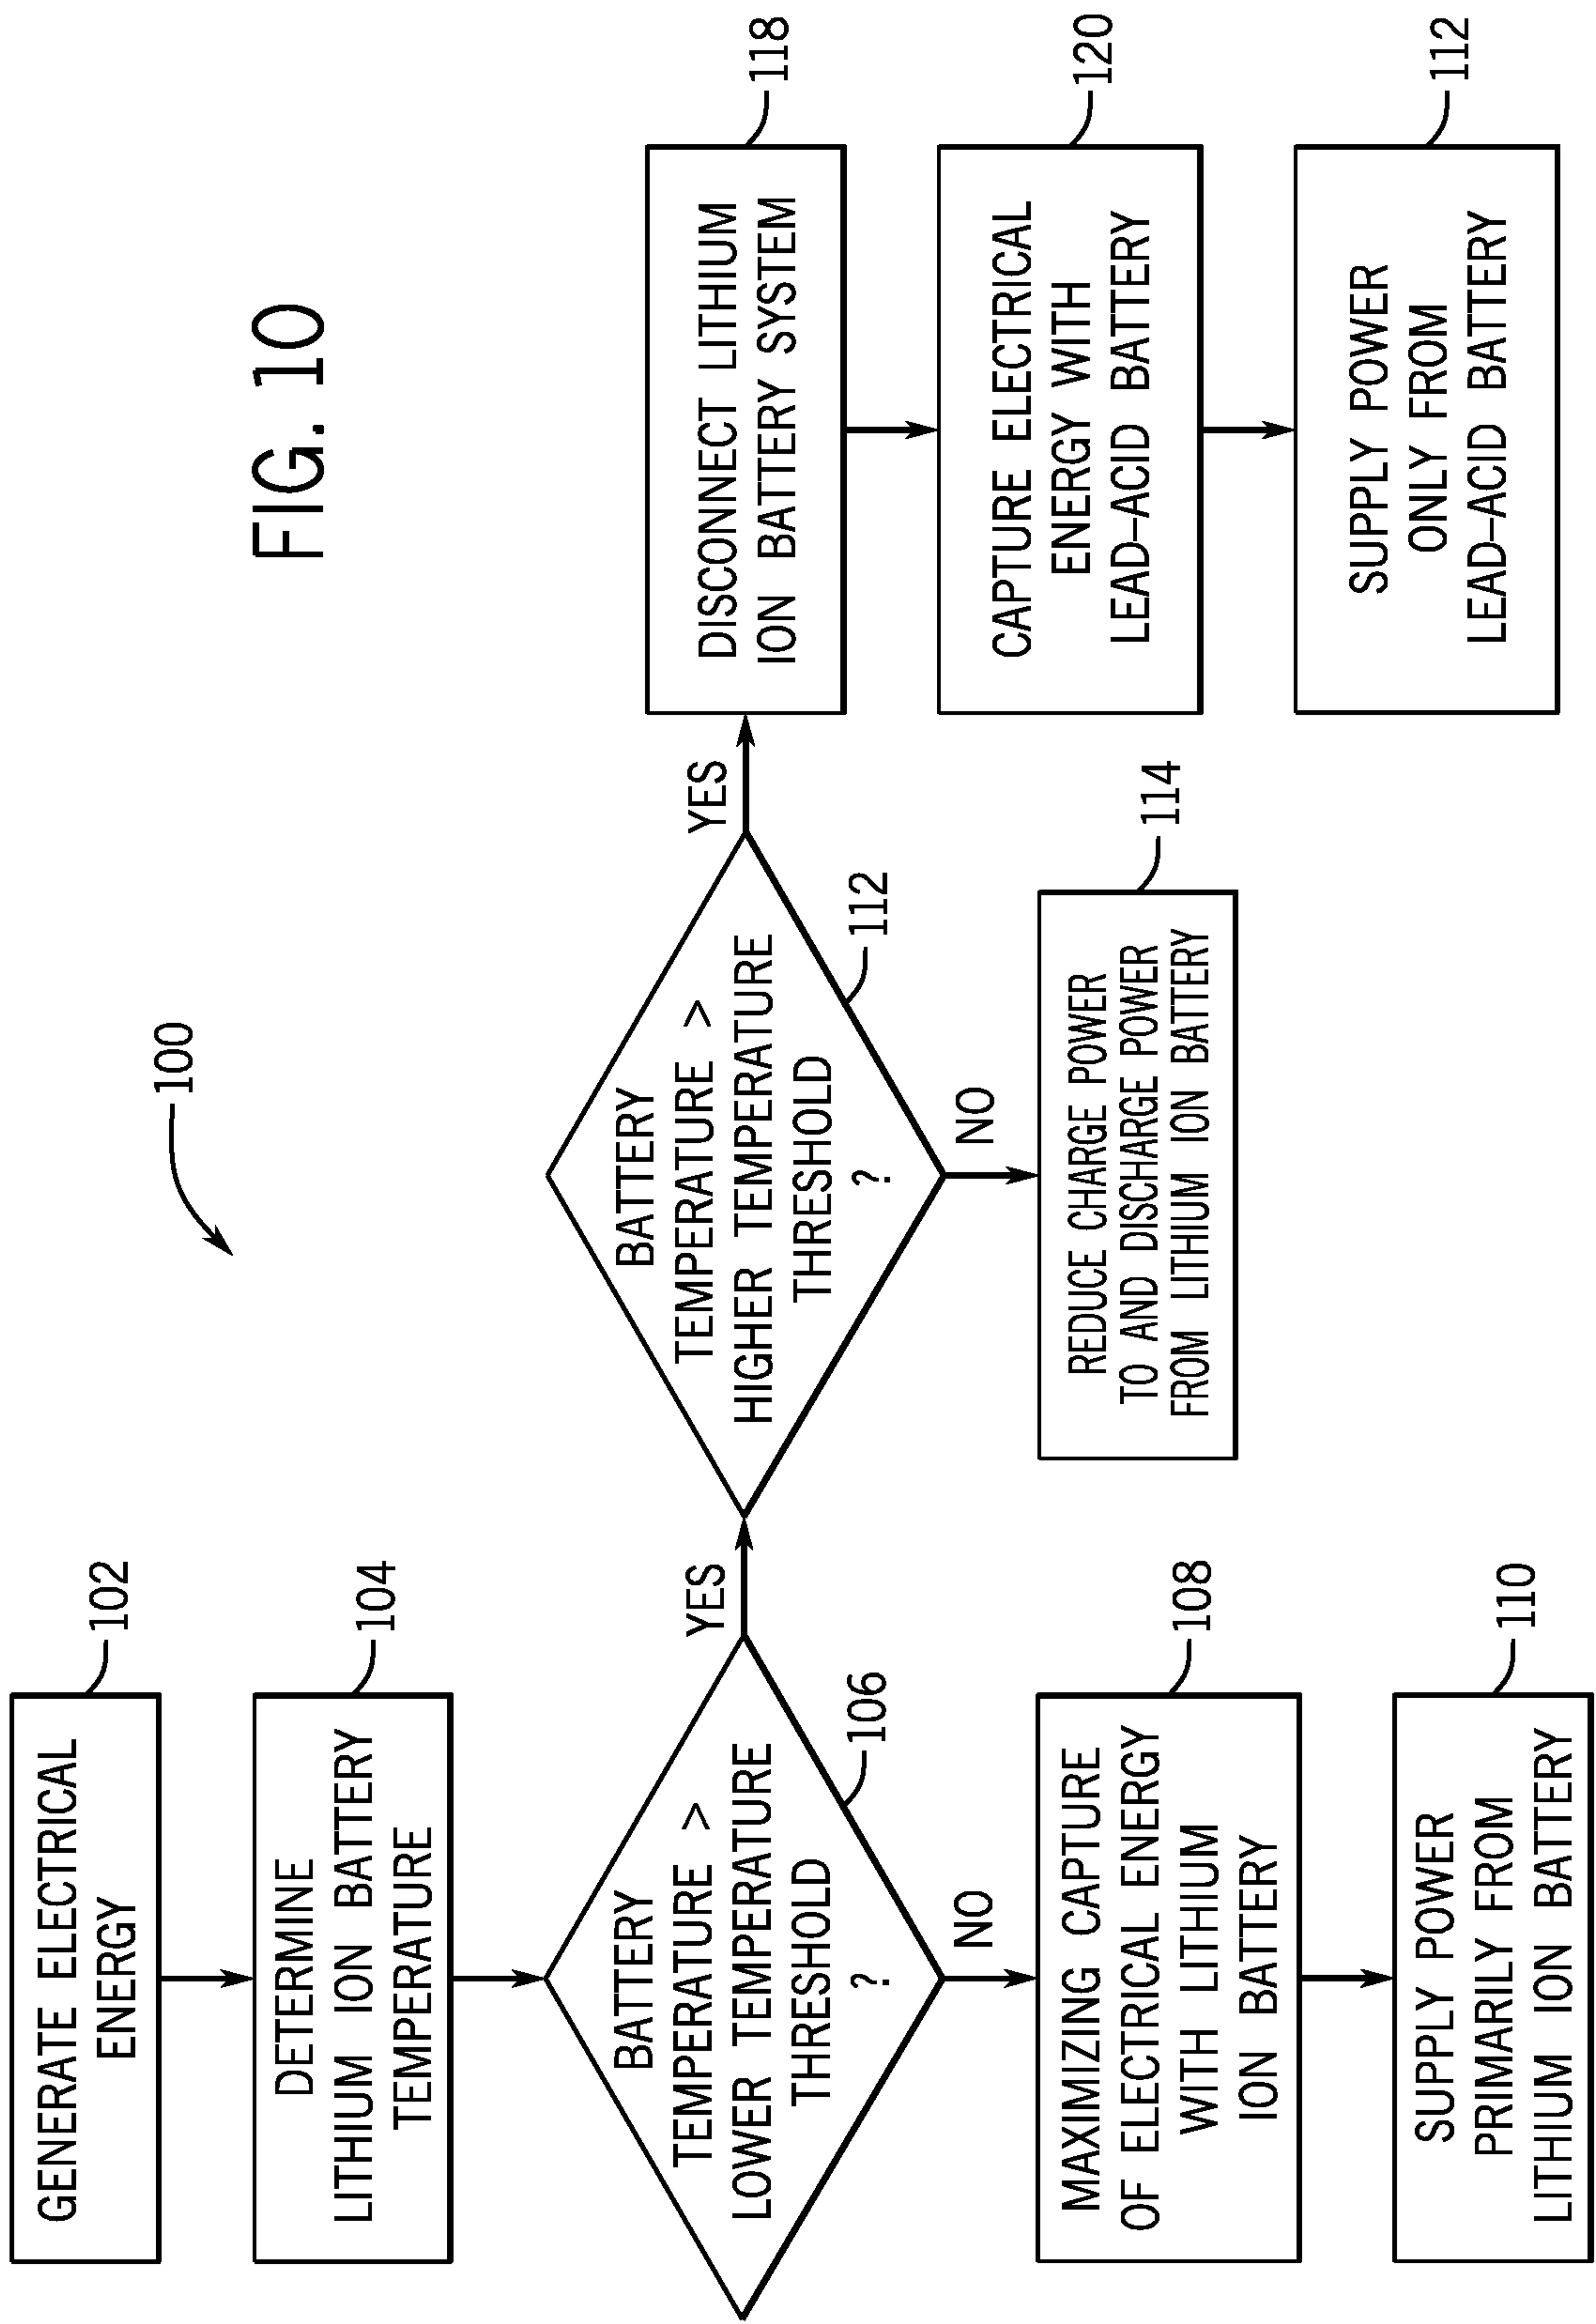 FIG. 10
100
GENERATE ELECTRICAL
ENERGY
102
DETERMINE
LITHIUM ION BATTERY
TEMPERATURE
104
BATTERY
TEMPERATURE >
LOWER TEMPERATURE
THRESHOLD
?
106
YES
NO
MAXIMIZING CAPTURE
OF ELECTRICAL ENERGY
WITH LITHIUM
ION BATTERY
108
SUPPLY POWER
PRIMARILY FROM
LITHIUM ION BATTERY
110
BATTERY
TEMPERATURE >
HIGHER TEMPERATURE
THRESHOLD
?
112
YES
NO
REDUCE CHARGE POWER
TO AND DISCHARGE POWER
FROM LITHIUM ION BATTERY
114
DISCONNECT LITHIUM
ION BATTERY SYSTEM
118
CAPTURE ELECTRICAL
ENERGY WITH
LEAD-ACID BATTERY
120
SUPPLY POWER
ONLY FROM
LEAD-ACID BATTERY
112